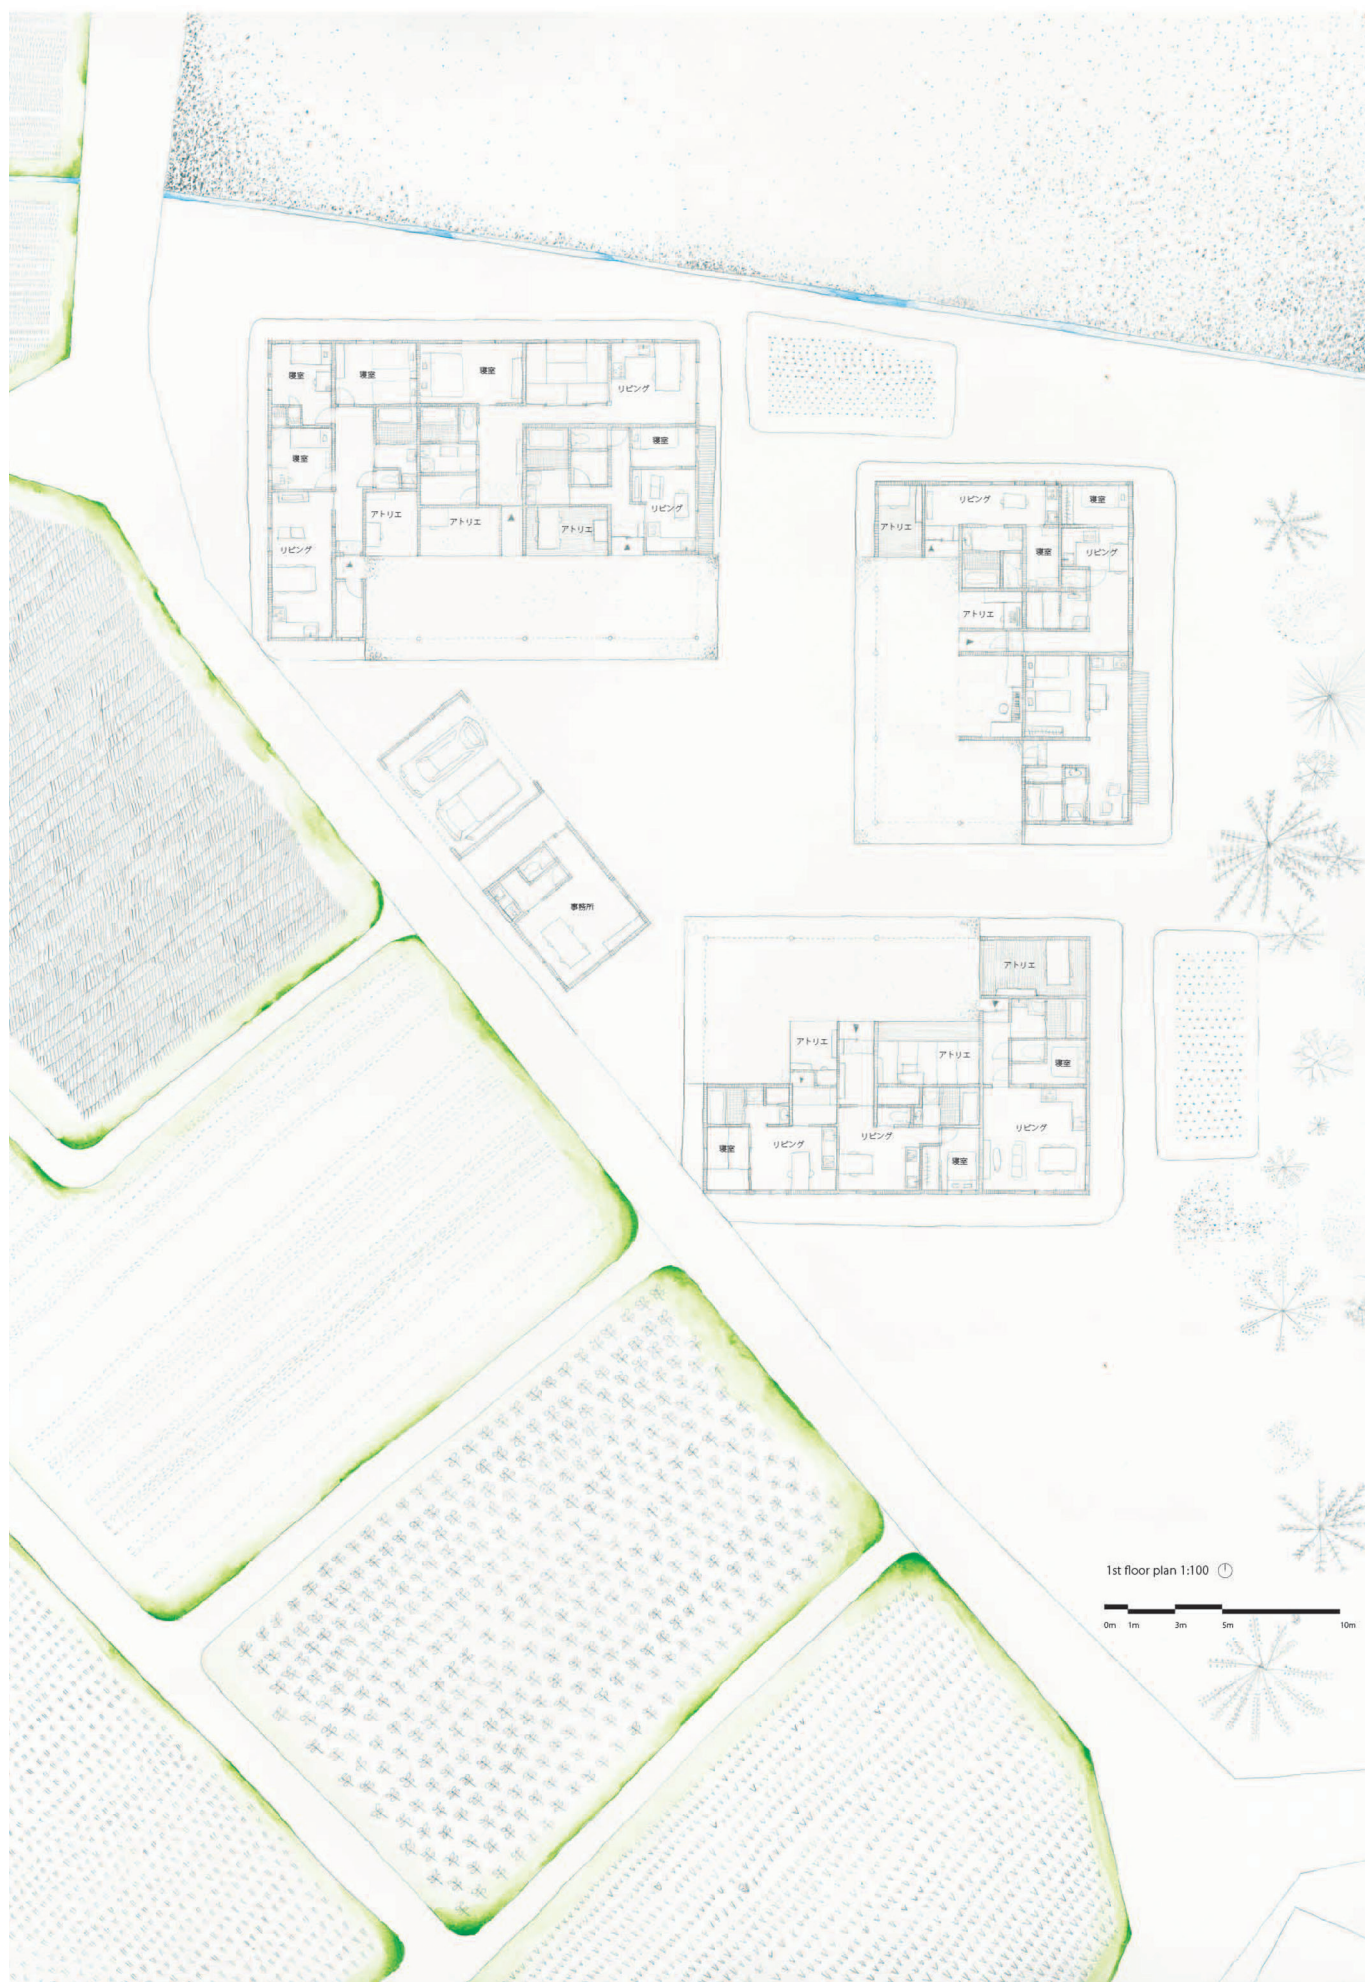 寝室
寝室
寝室
リビング
寝室
寝室
アトリエ
アトリエ
アトリエ
リビング
リビング
リビング
寝室
アトリエ
寝室
リビング
アトリエ
事務所
アトリエ
アトリエ
アトリエ
寝室
リビング
リビング
リビング
寝室
寝室
1st floor plan 1:100
0m 1m 3m 5m 10m